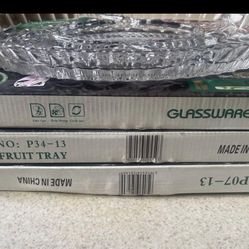 GLASSWARE
NO: P34-13
MADE IN
FRUIT TRAY
MADE IN CHINA
P07-13